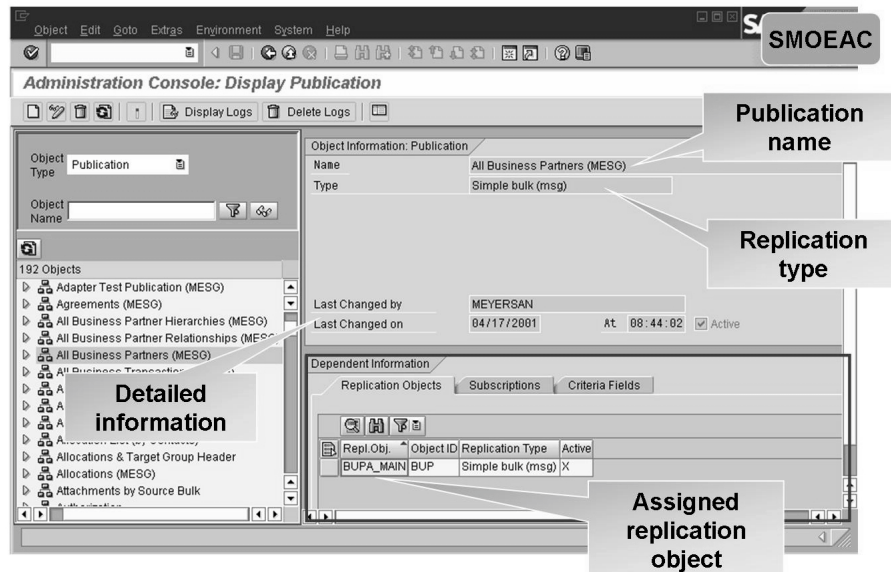 Object Edit Goto Extras Environment System Help
SMOEAC
Administration Console: Display Publication
Display Logs Delete Logs
Publication
name
Object
Type
Publication
Object
Name
192 Objects
Adapter Test Publication (MESG)
Agreements (MESG)
All Business Partner Hierarchies (MESG)
All Business Partner Relationships (MESG
All Business Partners (MESG)
Detailed
information
Allocations & Target Group Header
Allocations (MESG)
Attachments by Source Bulk
Object Information: Publication
Name All Business Partners (MESG)
Type Simple bulk (msg)
Replication
type
Last Changed by MEYERSAN
Last Changed on 04/17/2001 At 08:44:02 Active
Dependent Information
Replication Objects Subscriptions Criteria Fields
Repl.Obj. Object ID Replication Type Active
BUPA_MAIN BUP Simple bulk (msg) X
Assigned
replication
object